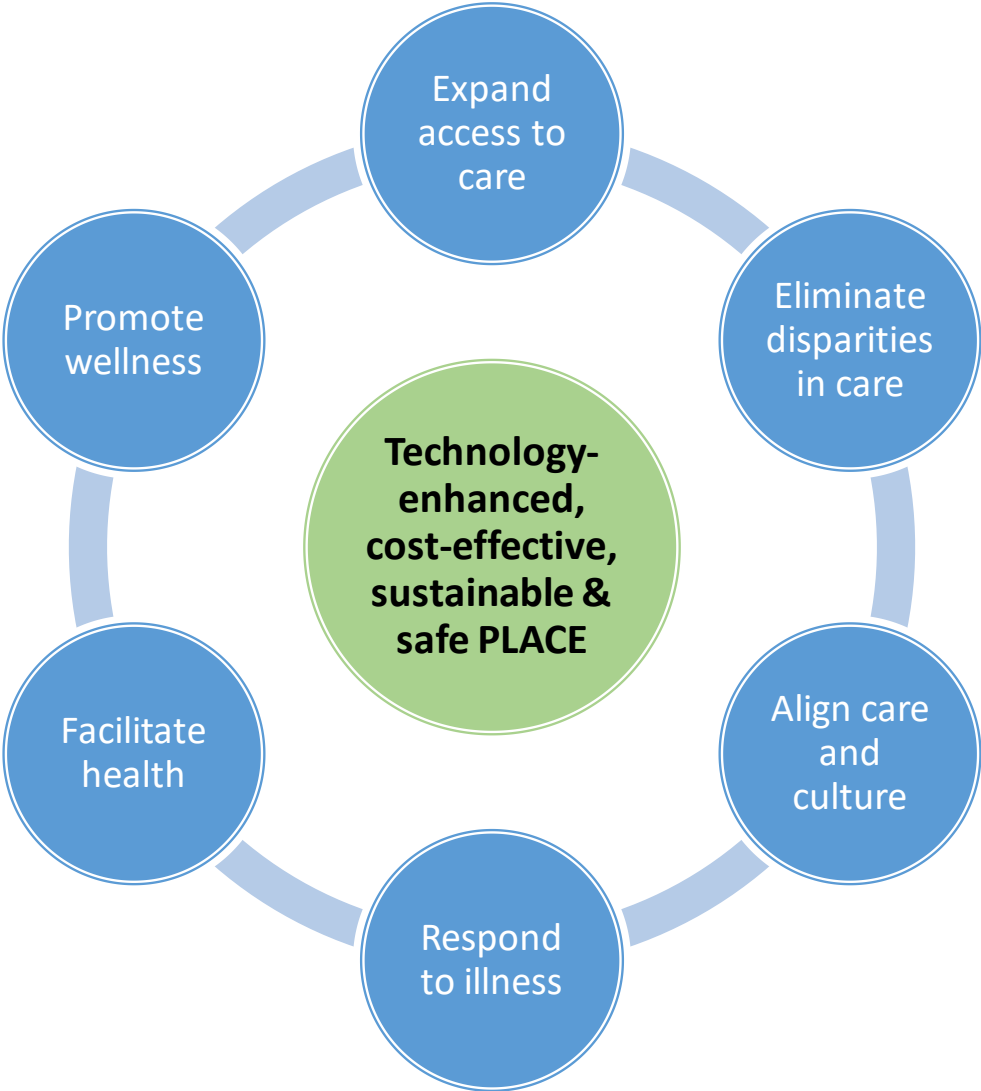 Expand
access to
care
Eliminate
disparities
in care
Align care
and
culture
Respond
to illness
Facilitate
health
Promote
wellness
Technology-
enhanced,
cost-effective,
sustainable &
safe PLACE